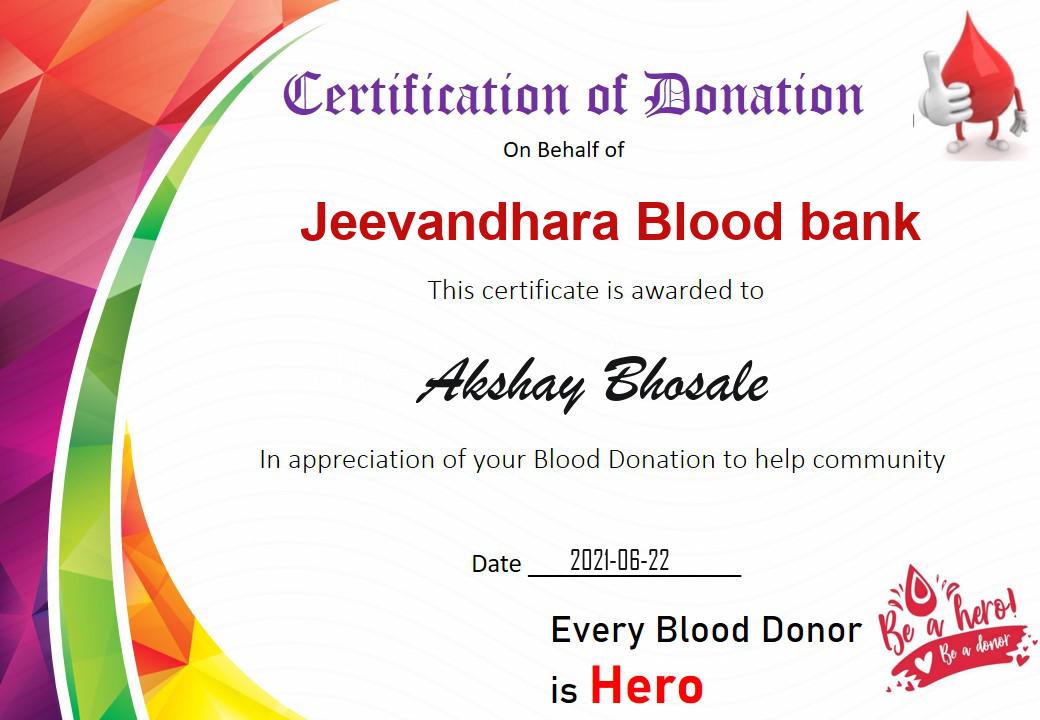 Certification of Donation
On Behalf of
Jeevandhara Blood bank
This certificate is awarded to
Akshay Bhosale
In appreciation of your Blood Donation to help community
Date 2021-06-22
Every Blood Donor
is Hero
Be a hero!
Be a donor